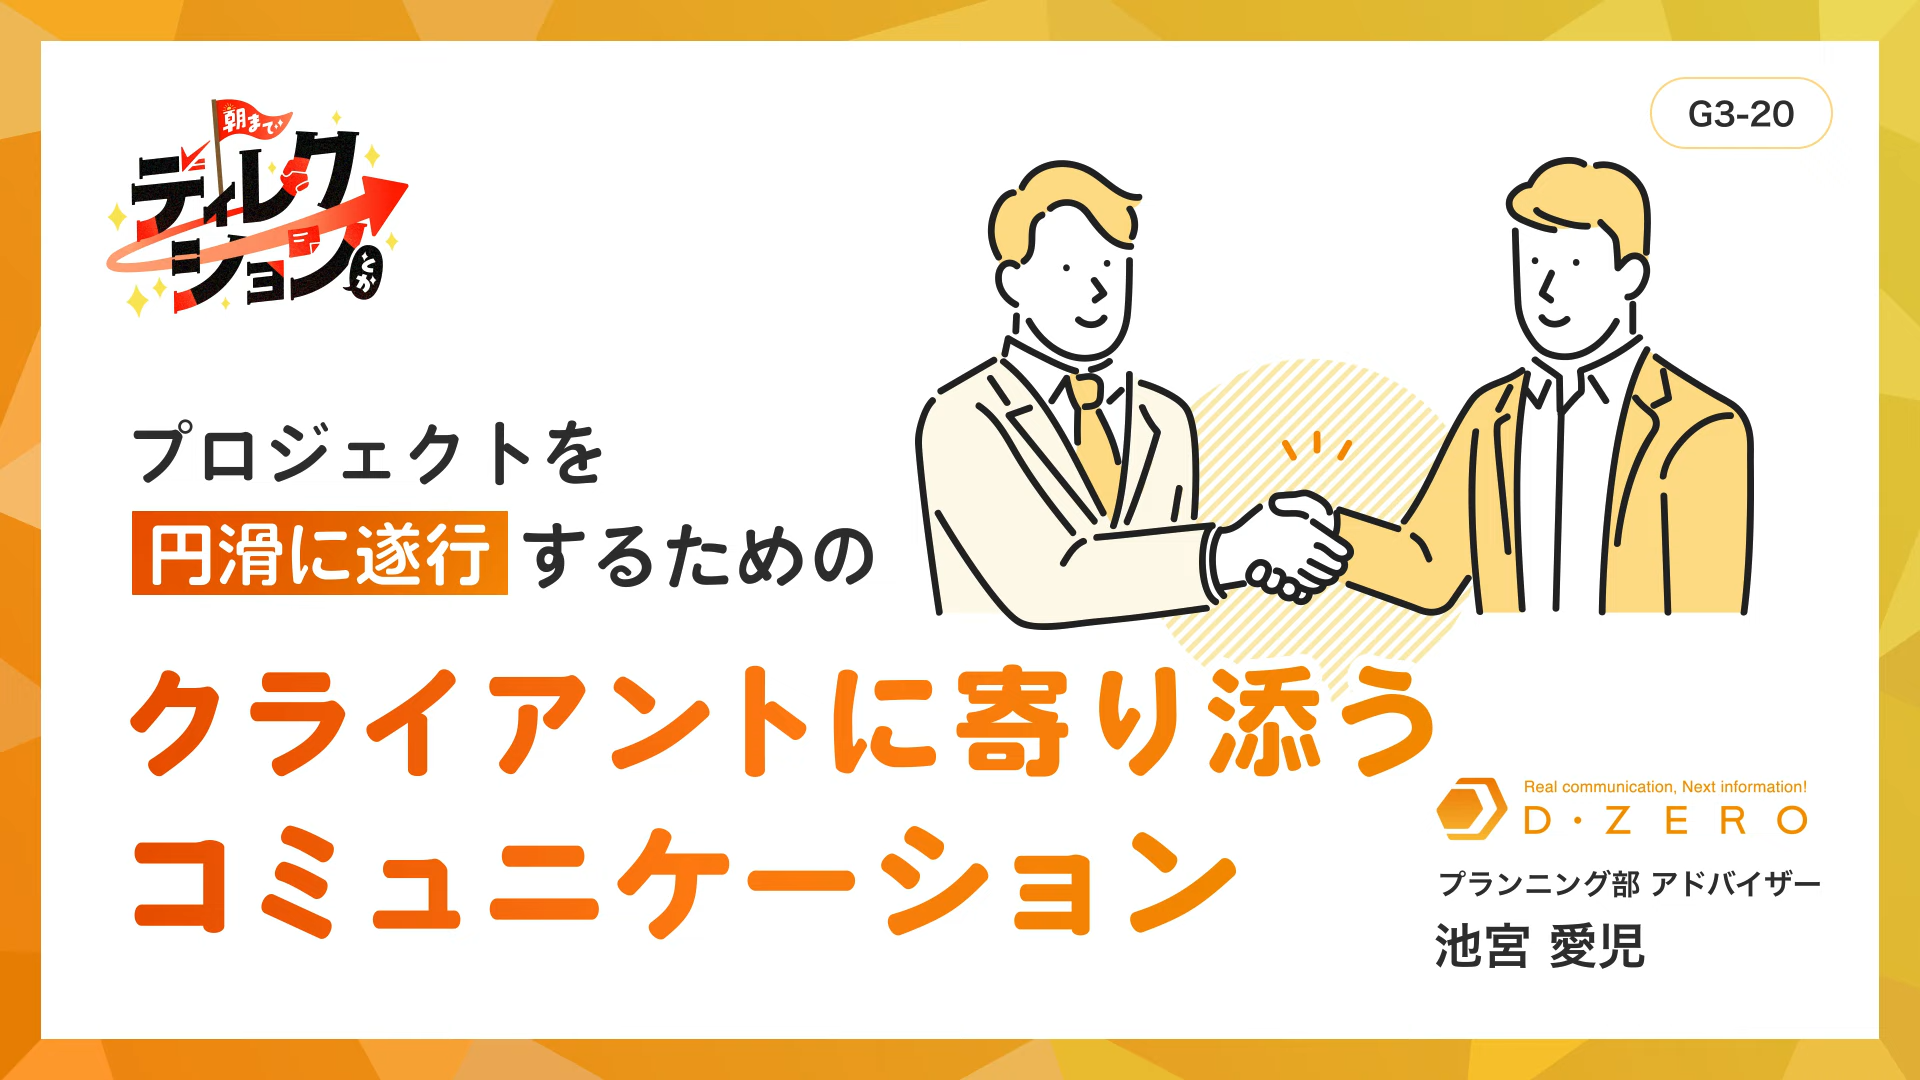 朝まで
ディレクション
とか
G3-20
プロジェクトを
円滑に遂行するための
クライアントに寄り添う
コミュニケーション
Real communication, Next information!
D・ZERO
プランニング部 アドバイザー
池宮 愛児